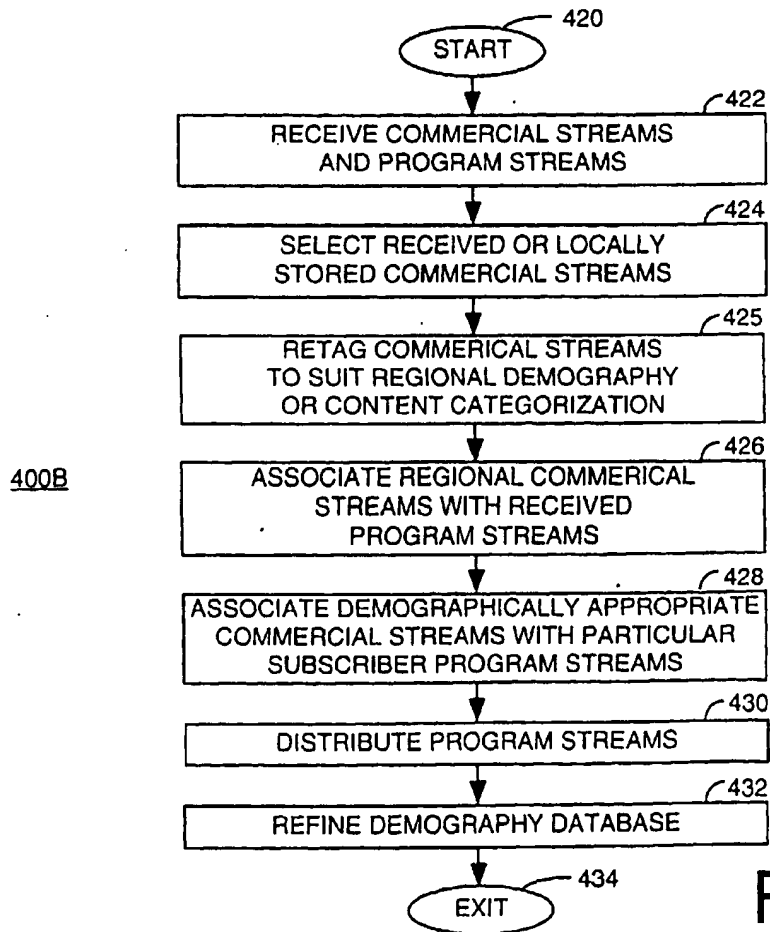 420
START
422
RECEIVE COMMERCIAL STREAMS
AND PROGRAM STREAMS
424
SELECT RECEIVED OR LOCALLY
STORED COMMERCIAL STREAMS
425
RETAG COMMERICAL STREAMS
TO SUIT REGIONAL DEMOGRAPHY
OR CONTENT CATEGORIZATION
400B
426
ASSOCIATE REGIONAL COMMERICAL
STREAMS WITH RECEIVED
PROGRAM STREAMS
428
ASSOCIATE DEMOGRAPHICALLY APPROPRIATE
COMMERCIAL STREAMS WITH PARTICULAR
SUBSCRIBER PROGRAM STREAMS
430
DISTRIBUTE PROGRAM STREAMS
432
REFINE DEMOGRAPHY DATABASE
434
EXIT